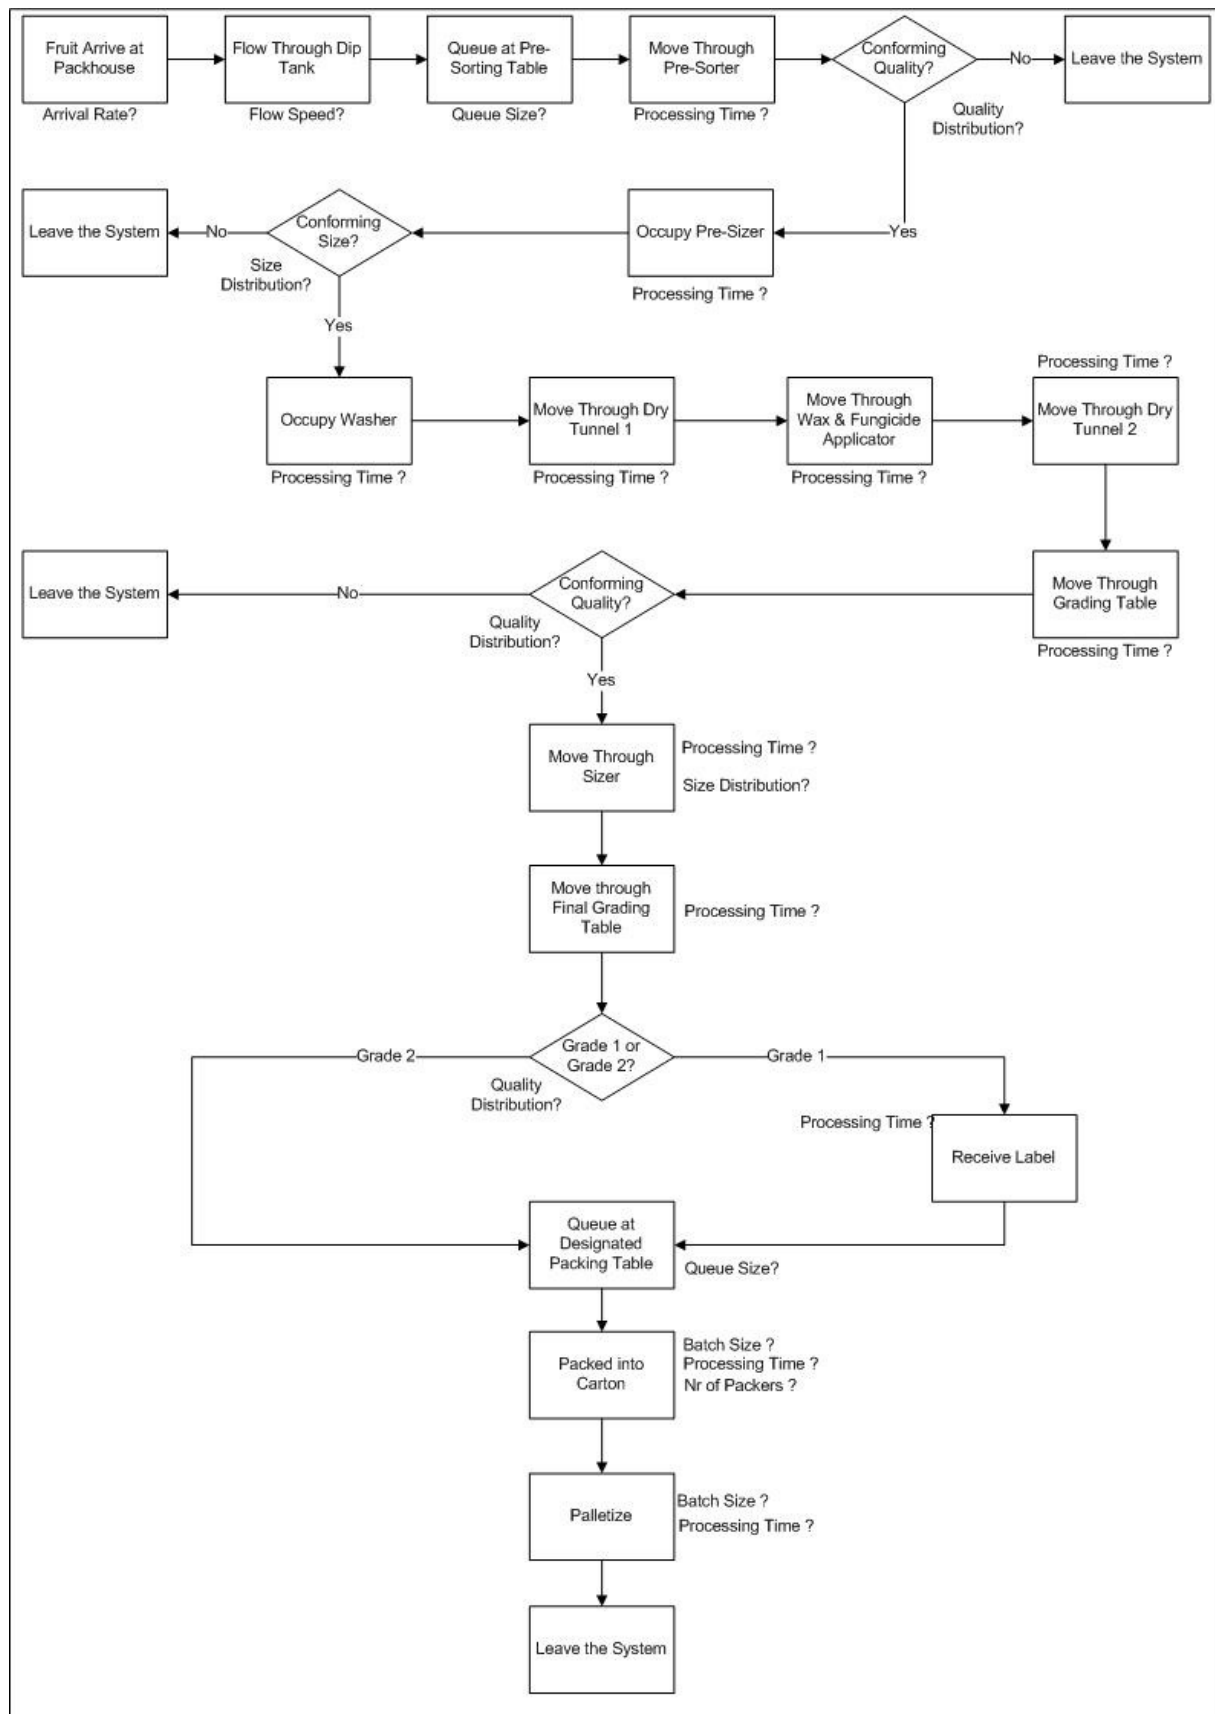 Fruit Arrive at
Packhouse
Arrival Rate?
Flow Through Dip
Tank
Flow Speed?
Queue at Pre-
Sorting Table
Queue Size?
Move Through
Pre-Sorter
Processing Time ?
Conforming
Quality?
No
Quality
Distribution?
Leave the System
Yes
Occupy Pre-Sizer
Processing Time ?
Conforming
Size?
No
Size
Distribution?
Leave the System
Yes
Occupy Washer
Processing Time ?
Move Through Dry
Tunnel 1
Processing Time ?
Move Through
Wax & Fungicide
Applicator
Processing Time ?
Processing Time ?
Move Through Dry
Tunnel 2
Move Through
Grading Table
Processing Time ?
Conforming
Quality?
No
Quality
Distribution?
Leave the System
Yes
Move Through
Sizer
Processing Time ?
Size Distribution?
Move through
Final Grading
Table
Processing Time ?
Grade 1 or
Grade 2?
Quality
Distribution?
Grade 2
Grade 1
Processing Time ?
Receive Label
Queue at
Designated
Packing Table
Queue Size?
Packed into
Carton
Batch Size ?
Processing Time ?
Nr of Packers ?
Palletize
Batch Size ?
Processing Time ?
Leave the System